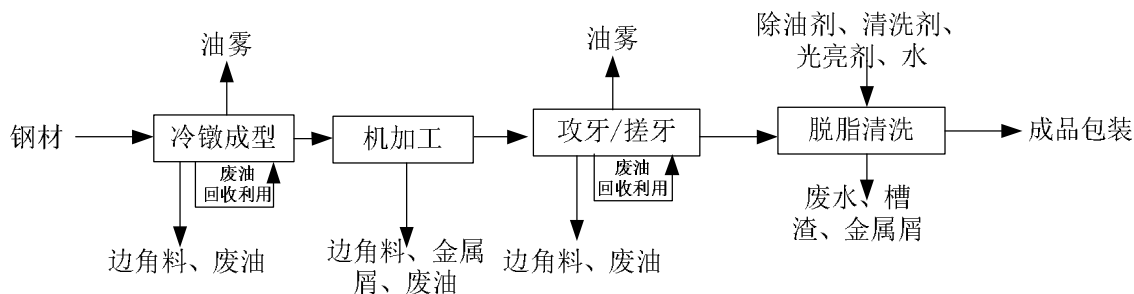 油雾
油雾
除油剂、清洗剂、
光亮剂、水
钢材
冷镦成型
机加工
攻牙/搓牙
脱脂清洗
成品包装
废油
回收利用
废油
回收利用
边角料、废油
边角料、金属
屑、废油
边角料、废油
废水、槽
渣、金属屑